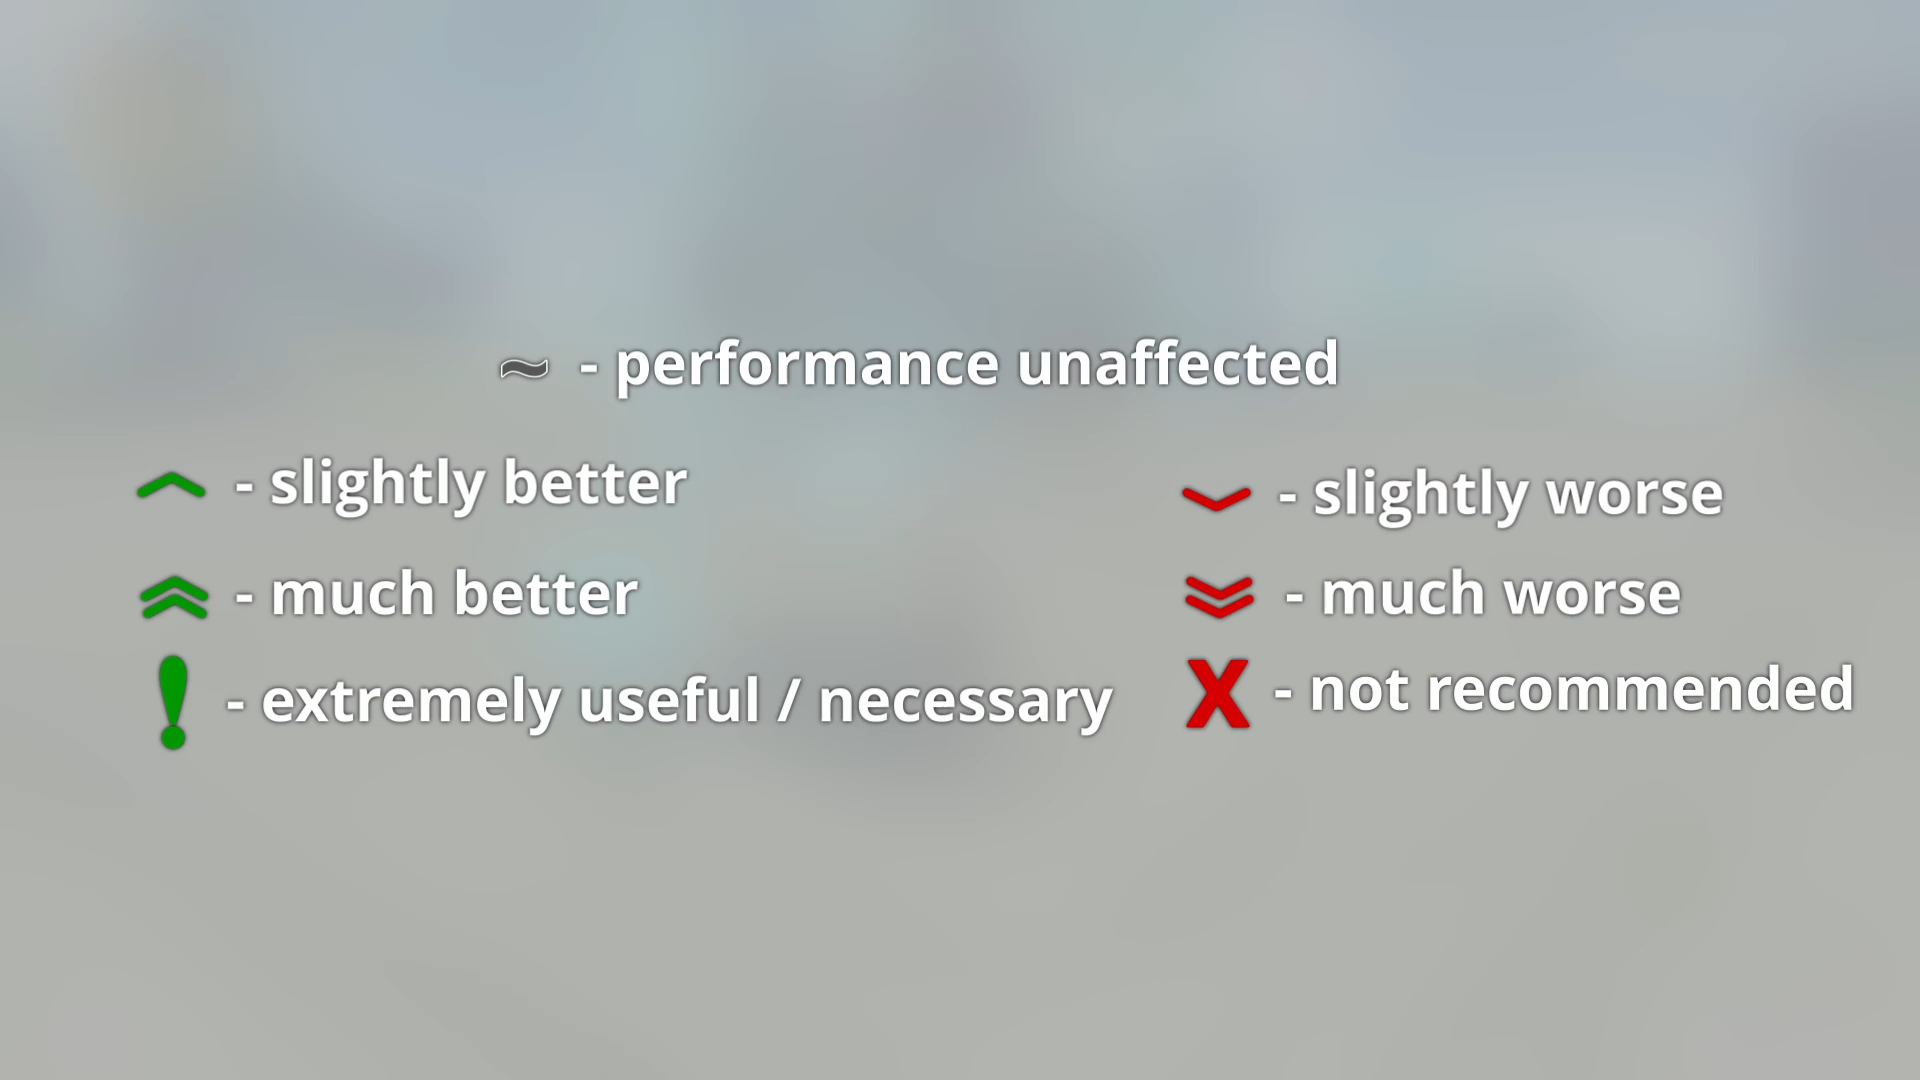 ~ - performance unaffected
- slightly better
- much better
! - extremely useful / necessary
- slightly worse
- much worse
X - not recommended